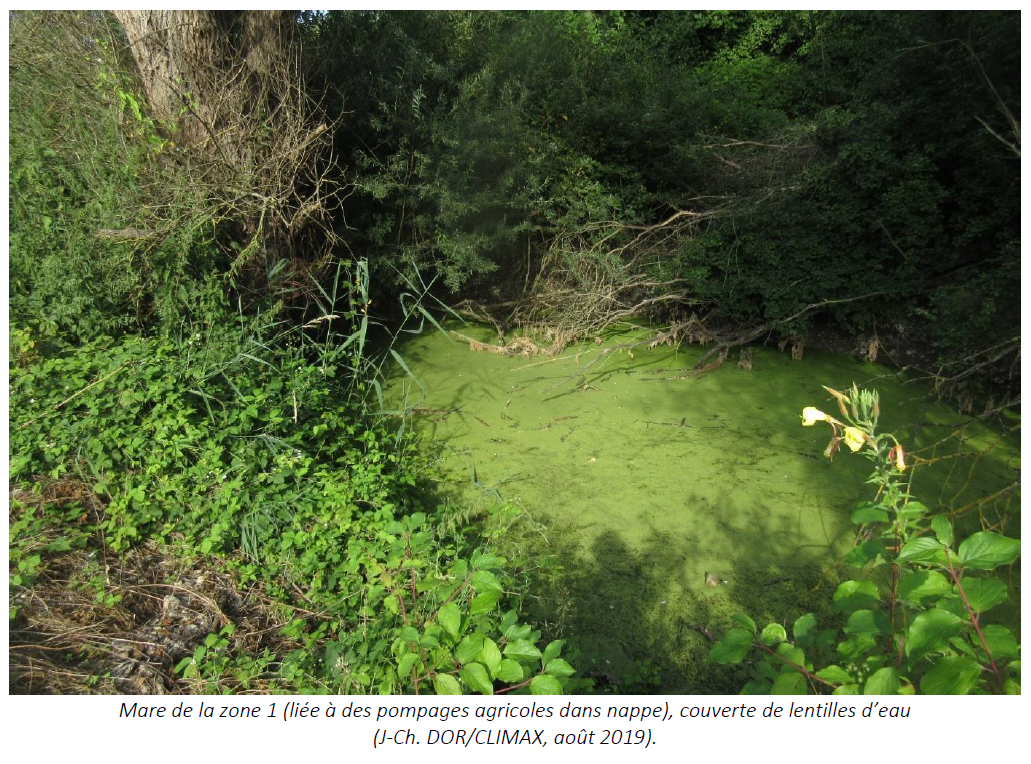 Mare de la zone 1 (liée à des pompages agricoles dans nappe), couverte de lentilles d’eau
(J-Ch. DOR/CLIMAX, août 2019).